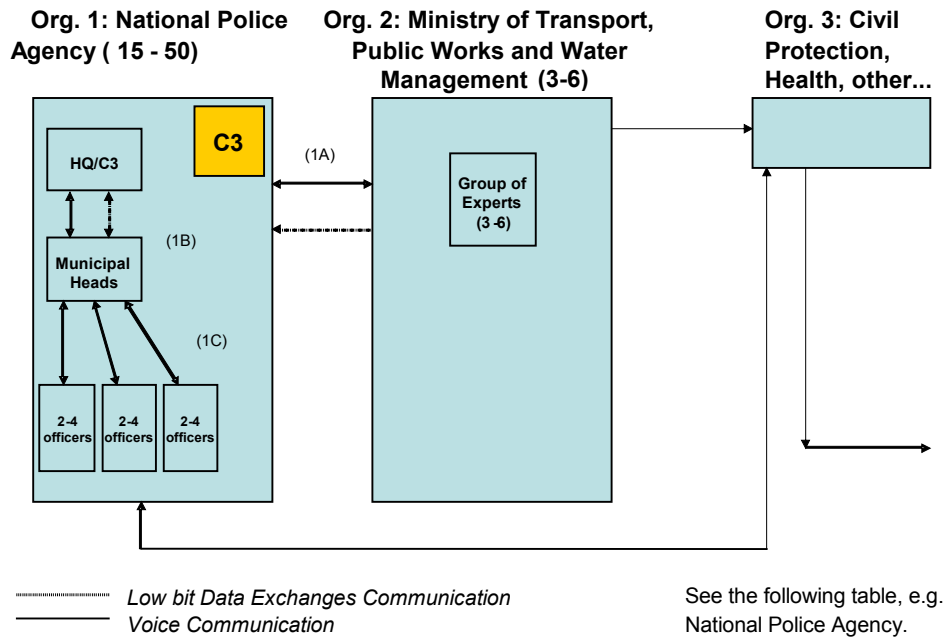 Org. 1: National Police
Agency ( 15 - 50)
Org. 2: Ministry of Transport,
Public Works and Water
Management (3-6)
Org. 3: Civil
Protection,
Health, other...
C3
HQ/C3
(1A)
Group of
Experts
(3 -6)
(1B)
Municipal
Heads
(1C)
2-4
officers
2-4
officers
2-4
officers
Low bit Data Exchanges Communication
Voice Communication
See the following table, e.g.
National Police Agency.